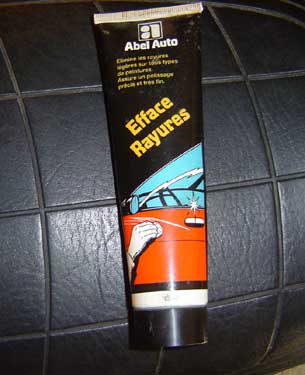 a
Abel Auto
Elimine les rayures
légères sur tous types
de peintures.
Assure un polissage
précis et très fin.
Efface
Rayures